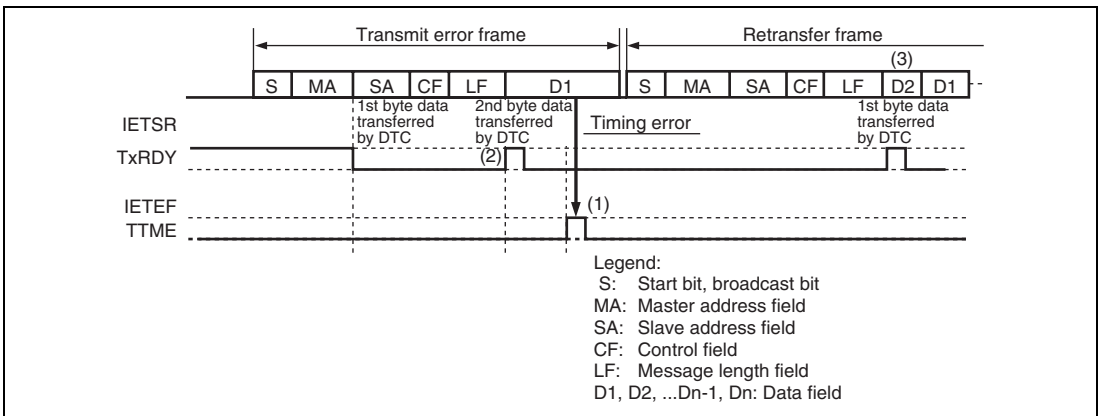 Transmit error frame
Retransfer frame
(3)
S MA SA CF LF D1 S MA SA CF LF D2 D1
1st byte data transferred by DTC
2nd byte data transferred by DTC
Timing error
1st byte data transferred by DTC
IETSR
TxRDY
(2)
IETEF
TTME
(1)
Legend:
S: Start bit, broadcast bit
MA: Master address field
SA: Slave address field
CF: Control field
LF: Message length field
D1, D2, ...Dn-1, Dn: Data field